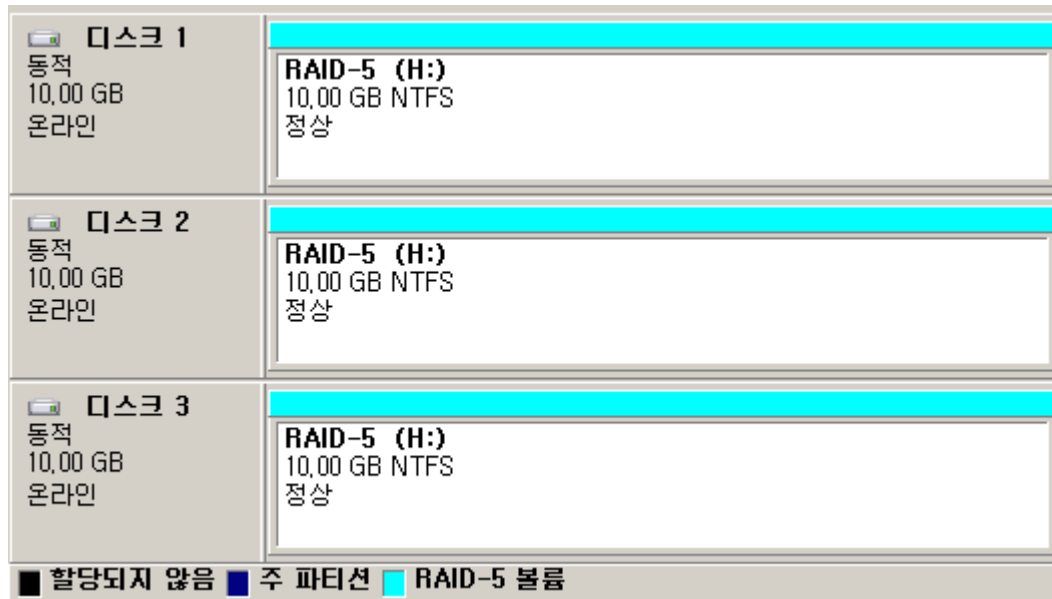 디스크 1
동적
10,00 GB
온라인
RAID-5 (H:)
10,00 GB NTFS
정상
디스크 2
동적
10,00 GB
온라인
RAID-5 (H:)
10,00 GB NTFS
정상
디스크 3
동적
10,00 GB
온라인
RAID-5 (H:)
10,00 GB NTFS
정상
할당되지 않음 주 파티션 RAID-5 볼륨